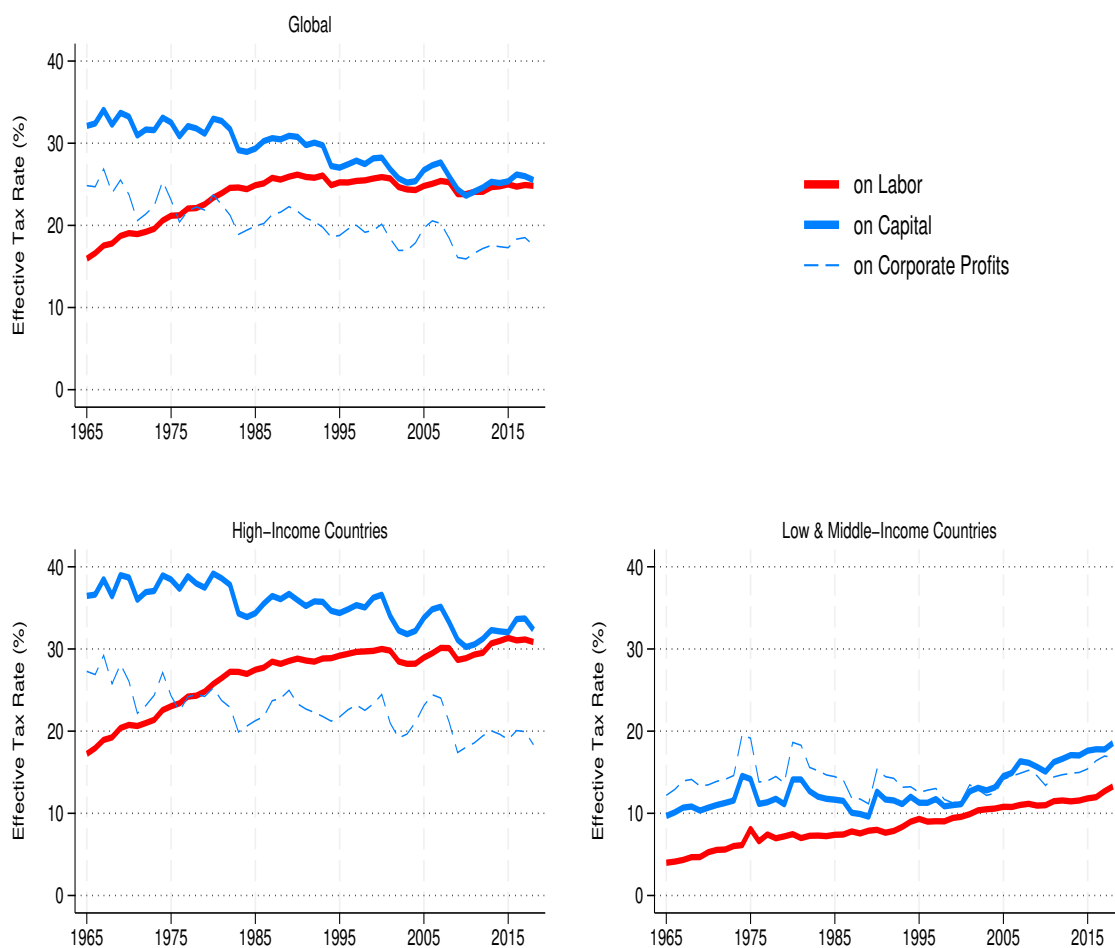 Global
Effective Tax Rate (%)
40
30
20
10
0
1965 1975 1985 1995 2005 2015
on Labor
on Capital
on Corporate Profits
High−Income Countries
Effective Tax Rate (%)
40
30
20
10
0
1965 1975 1985 1995 2005 2015
Low & Middle−Income Countries
Effective Tax Rate (%)
40
30
20
10
0
1965 1975 1985 1995 2005 2015